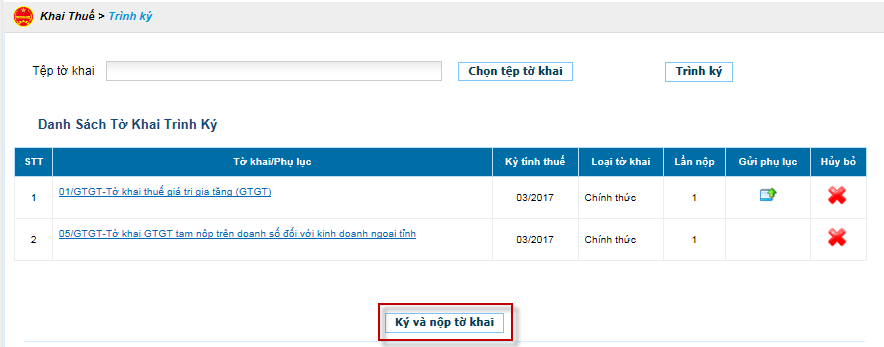 Khai Thuế > Trình ký
Tệp tờ khai
Chọn tệp tờ khai
Trình ký
Danh Sách Tờ Khai Trình Ký
STT Tờ khai/Phụ lục Kỳ tính thuế Loại tờ khai Lần nộp Gửi phụ lục Hủy bỏ
1 01/GTGT-Tờ khai thuế giá trị gia tăng (GTGT) 03/2017 Chính thức 1
2 05/GTGT-Tờ khai GTGT tạm nộp trên doanh số đối với kinh doanh ngoại tỉnh 03/2017 Chính thức 1
Ký và nộp tờ khai